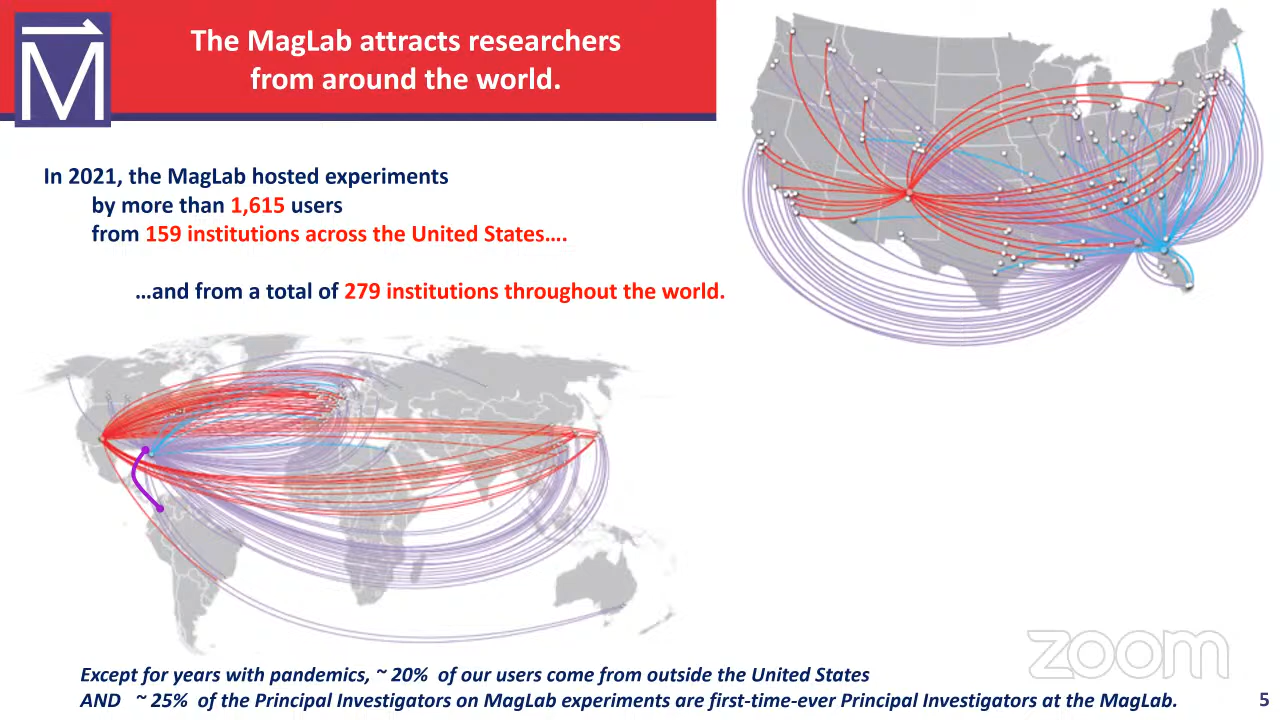 The MagLab attracts researchers
from around the world.
M
In 2021, the MagLab hosted experiments
by more than 1,615 users
from 159 institutions across the United States....
...and from a total of 279 institutions throughout the world.
zoom
Except for years with pandemics, ~ 20% of our users come from outside the United States
AND ~ 25% of the Principal Investigators on MagLab experiments are first-time-ever Principal Investigators at the MagLab.
5